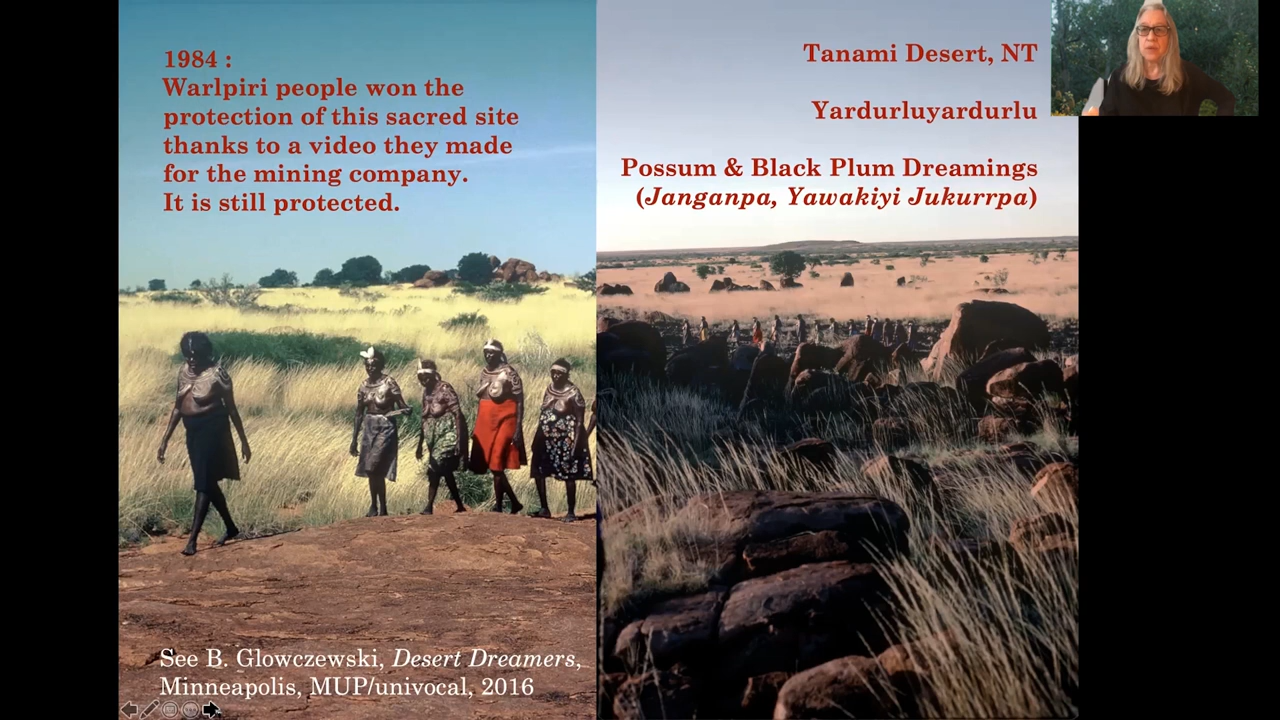 1984 :
Warlpiri people won the
protection of this sacred site
thanks to a video they made
for the mining company.
It is still protected.
Tanami Desert, NT
Yardurluyardurlu
Possum & Black Plum Dreamings
(Janganpa, Yawakiyi Jukurrpa)
See B. Glowczewski, Desert Dreamers,
Minneapolis, MUP/univocal, 2016